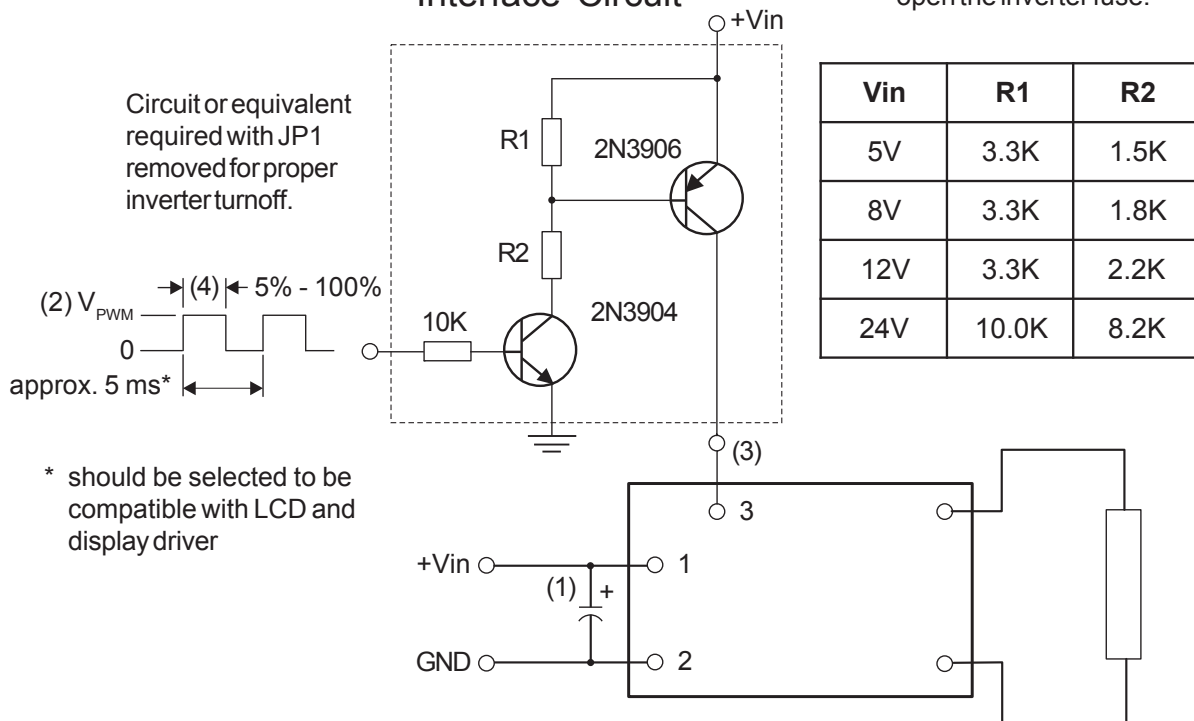 Interface Circuit
open the inverter fuse.
+Vin
Circuit or equivalent
required with JP1
removed for proper
inverter turnoff.
R1
2N3906
R2
2N3904
10K
(2) VPWM
(4)
5% - 100%
0
approx. 5 ms*
* should be selected to be
compatible with LCD and
display driver
Vin R1 R2
5V 3.3K 1.5K
8V 3.3K 1.8K
12V 3.3K 2.2K
24V 10.0K 8.2K
(3)
3
+Vin
1
(1) +
GND
2